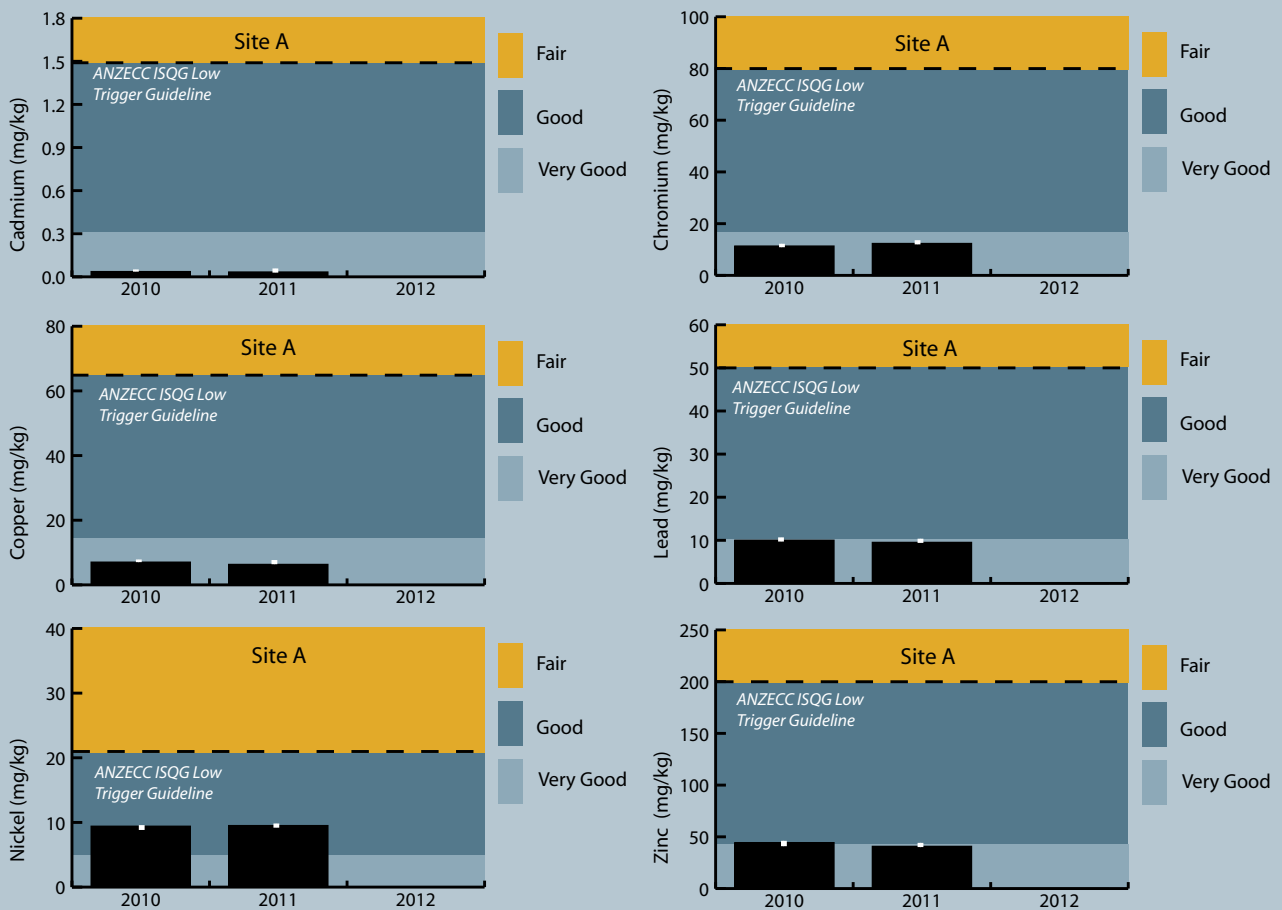 Cadmium (mg/kg)
1.8
1.5
1.2
0.9
0.6
0.3
0.0
Site A
ANZECC ISQG Low
Trigger Guideline
2010 2011 2012
Fair
Good
Very Good
Chromium (mg/kg)
100
80
60
40
20
0
Site A
ANZECC ISQG Low
Trigger Guideline
2010 2011 2012
Fair
Good
Very Good
Copper (mg/kg)
80
60
40
20
0
Site A
ANZECC ISQG Low
Trigger Guideline
2010 2011 2012
Fair
Good
Very Good
Lead (mg/kg)
60
50
40
30
20
10
0
Site A
ANZECC ISQG Low
Trigger Guideline
2010 2011 2012
Fair
Good
Very Good
Nickel (mg/kg)
40
30
20
10
0
Site A
ANZECC ISQG Low
Trigger Guideline
2010 2011 2012
Fair
Good
Very Good
Zinc (mg/kg)
250
200
150
100
50
0
Site A
ANZECC ISQG Low
Trigger Guideline
2010 2011 2012
Fair
Good
Very Good